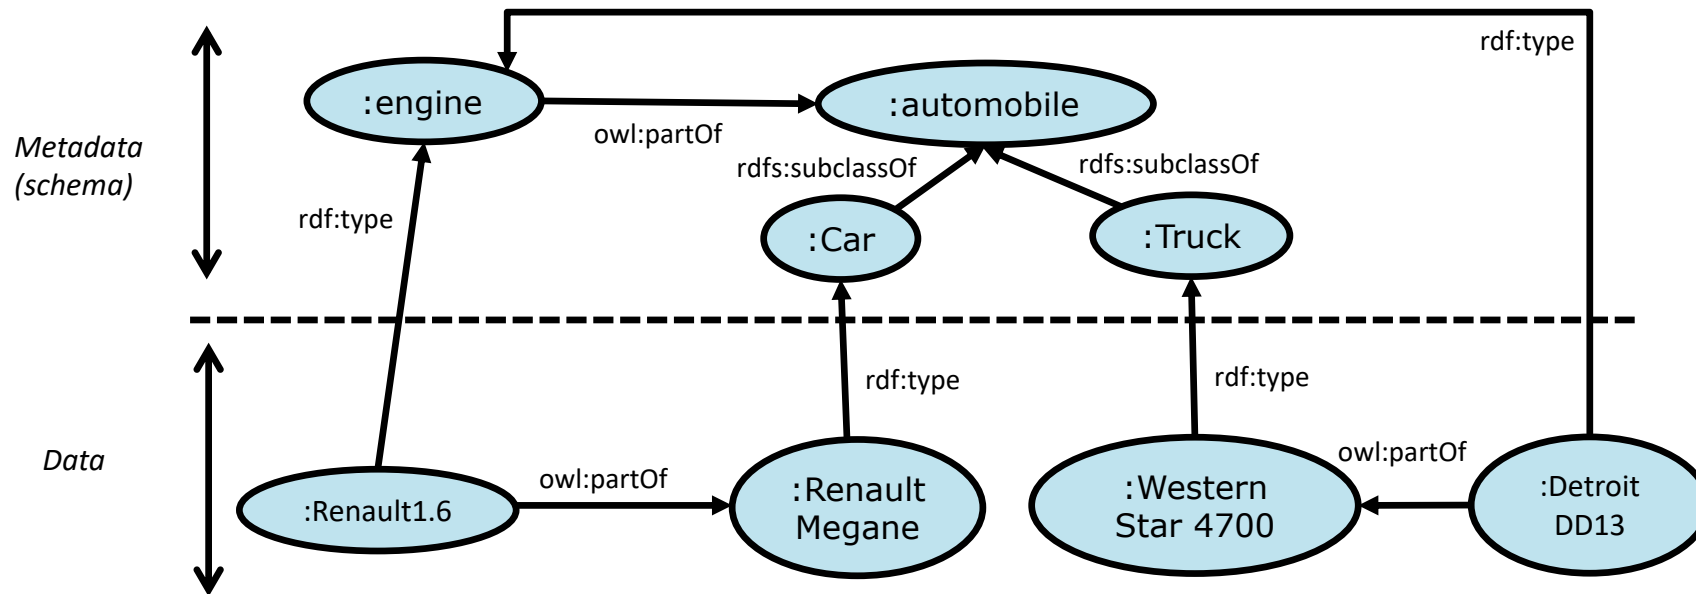 rdf:type
:engine
:automobile
owl:partOf
Metadata
(schema)
rdfs:subclassOf
rdfs:subclassOf
rdf:type
:Car
:Truck
rdf:type
rdf:type
Data
owl:partOf
owl:partOf
:Renault1.6
:Renault
Megane
:Western
Star 4700
:Detroit
DD13